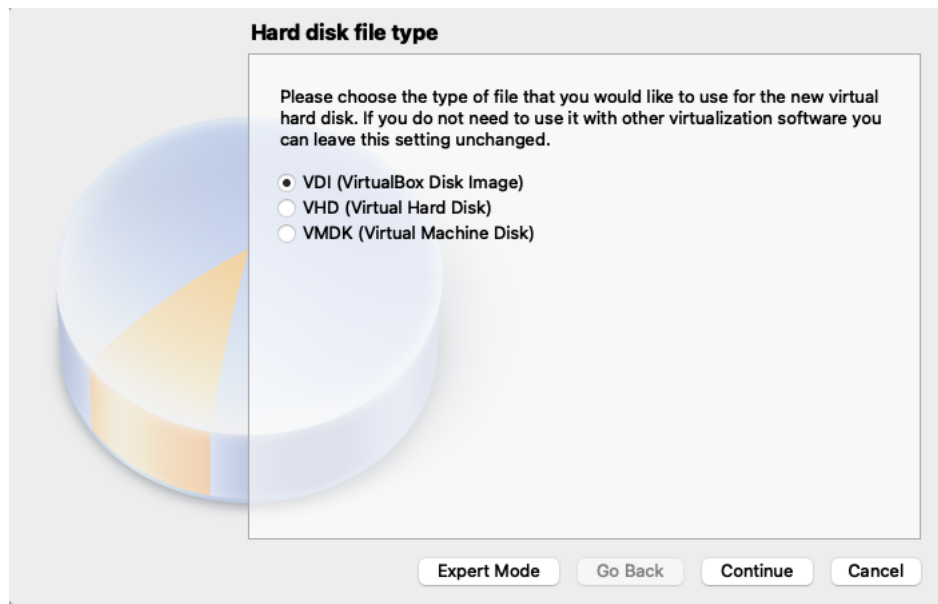 Hard disk file type
Please choose the type of file that you would like to use for the new virtual
hard disk. If you do not need to use it with other virtualization software you
can leave this setting unchanged.
VDI (VirtualBox Disk Image)
VHD (Virtual Hard Disk)
VMDK (Virtual Machine Disk)
Expert Mode Go Back Continue Cancel